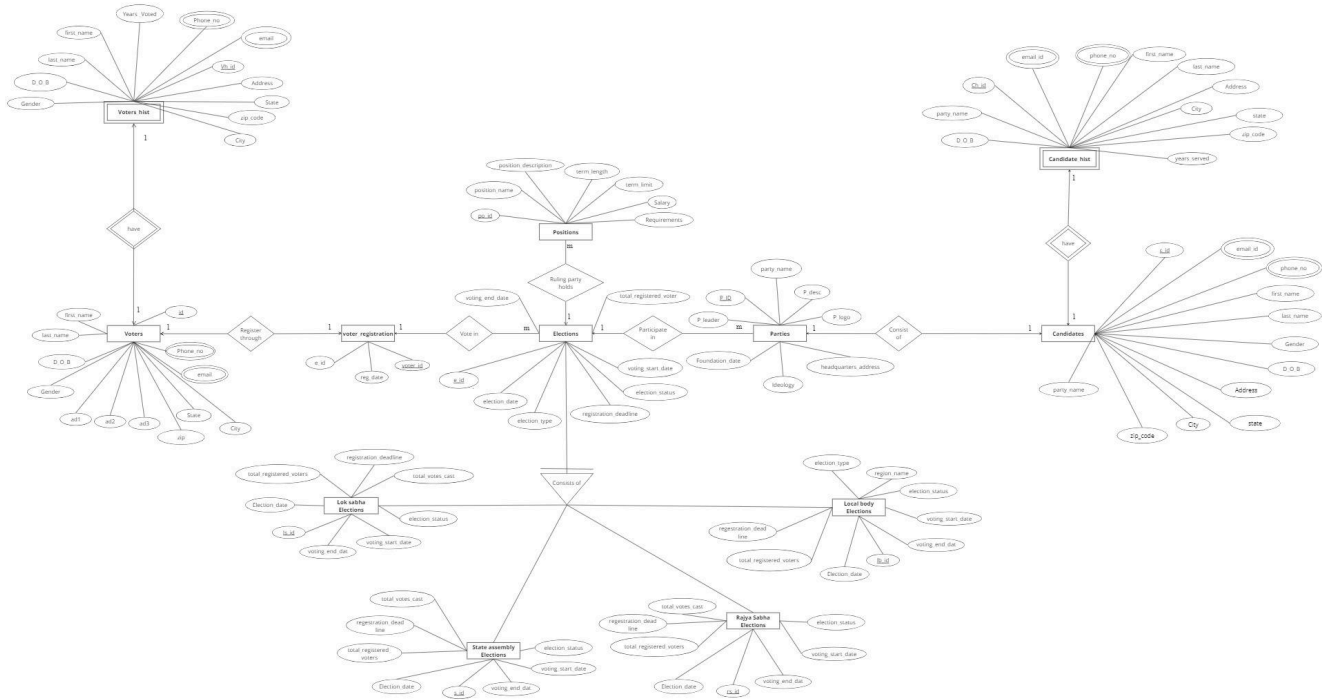 Years _Voted
Phone_no
first_name
email
last_name
Vh_id
D_O_B
Address
Gender
State
Voters_hist
zip_code
City
1
have
1
first_name
id
Voters
1
last_name
Phone_no
D_O_B
email
Gender
ad1
ad2
ad3
State
zip
City
Register
through
1
voter_registration
1
e_id
reg_date
voter_id
Vote in
m
position_description
term_length
position_name
term_limit
po_id
Salary
Requirements
Positions
m
Ruling party
holds
voting_end_date
total_registered_voter
1
Elections
1
voting_start_date
e_id
election_status
election_date
registration_deadline
election_type
Participate
in
m
party_name
P_ID
P_desc
P_leader
P_logo
Parties
1
Foundation_date
headquarters_address
Ideology
Consist
of
1
email_id
phone_no
first_name
Ch_id
last_name
Address
party_name
City
state
D_O_B
zip_code
Candidate_hist
years_served
1
have
1
c_id
email_id
phone_no
first_name
last_name
Candidates
Gender
D_O_B
party_name
Address
zip_code
City
state
Consists of
registration_deadline
total registered_voters
total_votes_cast
Election_date
Lok sabha
Elections
election_status
ls_id
voting_start_date
voting_end_dat
election_type
region_name
election_status
Local body
Elections
regestration_dead
line
voting_start_date
total_registered_voters
voting_end_dat
Election_date
lb_id
total_votes_cast
regestration_dead
line
total_registered
voters
State assembly
Elections
election_status
voting_start_date
Election_date
s_id
voting_end_dat
total_votes_cast
regestration_dead
line
total_registered_voters
Rajya Sabha
Elections
election_status
voting_start_date
Election_date
rs_id
voting_end_dat